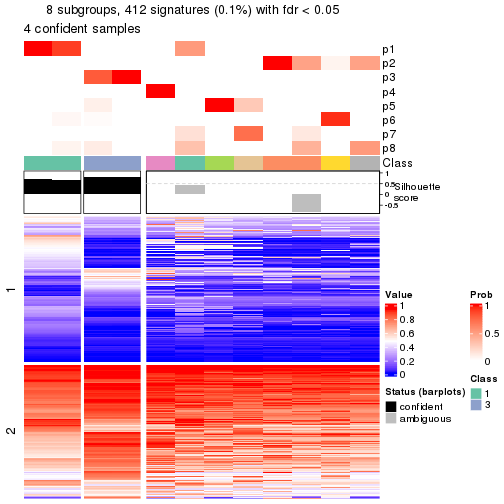 8 subgroups, 412 signatures (0.1%) with fdr < 0.05
4 confident samples
p1
p2
p3
p4
p5
p6
p7
p8
Class
1
0.5
0
-0.5
Silhouette
score
1
2
Value
1
0.8
0.6
0.4
0.2
0
Prob
1
0.5
0
Status (barplots)
confident
ambiguous
Class
1
3